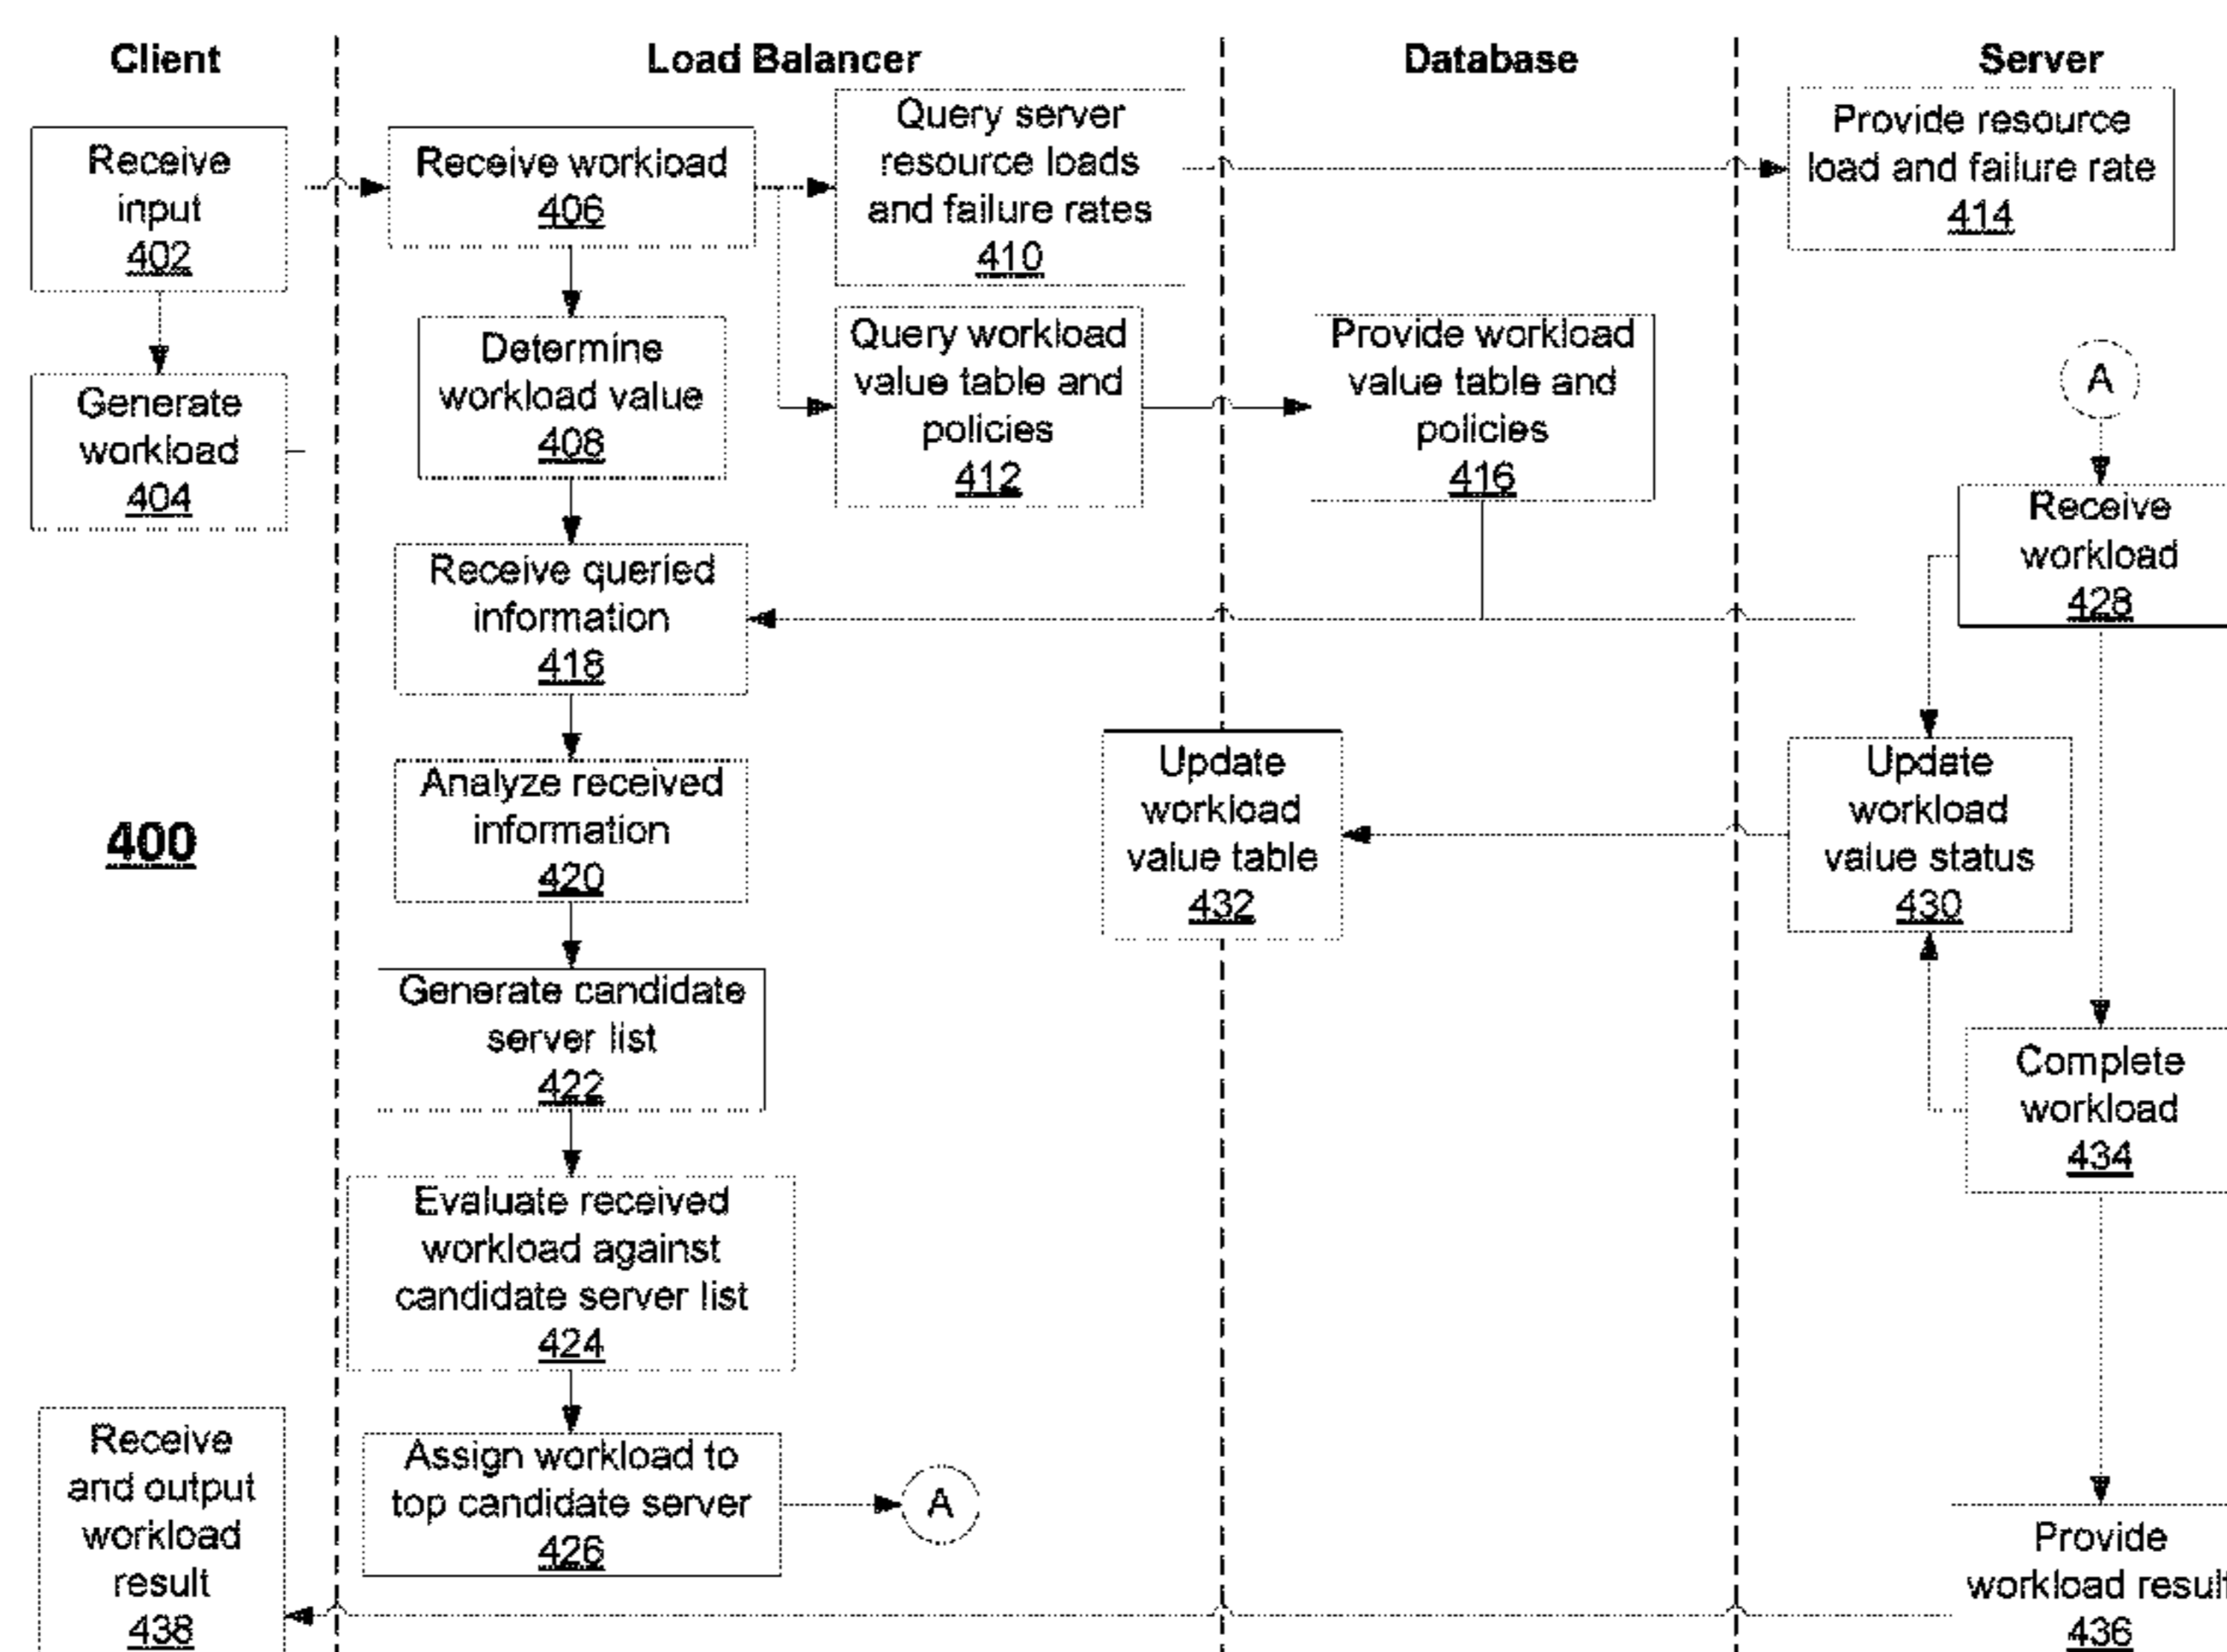 Client
Load Balancer
Database
Server
Receive
input
402
Generate
workload
404
Receive workload
406
Determine
workload value
408
Query server
resource loads
and failure rates
410
Query workload
value table and
policies
412
Provide resource
load and failure rate
414
Provide workload
value table and
policies
416
Receive queried
information
418
Analyze received
information
420
Generate candidate
server list
422
Evaluate received
workload against
candidate server list
424
Assign workload to
top candidate server
426
A
A
Receive
workload
428
Update
workload
value status
430
Update
workload
value table
432
Complete
workload
434
Provide
workload result
436
Receive
and output
workload
result
438
400